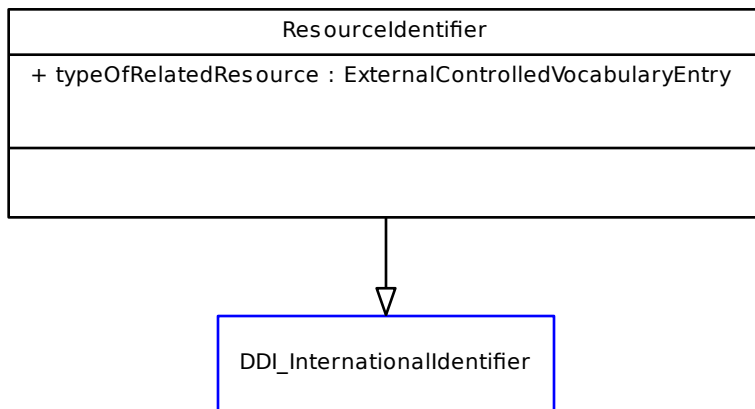 ResourceIdentifier
+ typeOfRelatedResource : ExternalControlledVocabularyEntry
DDI_InternationalIdentifier